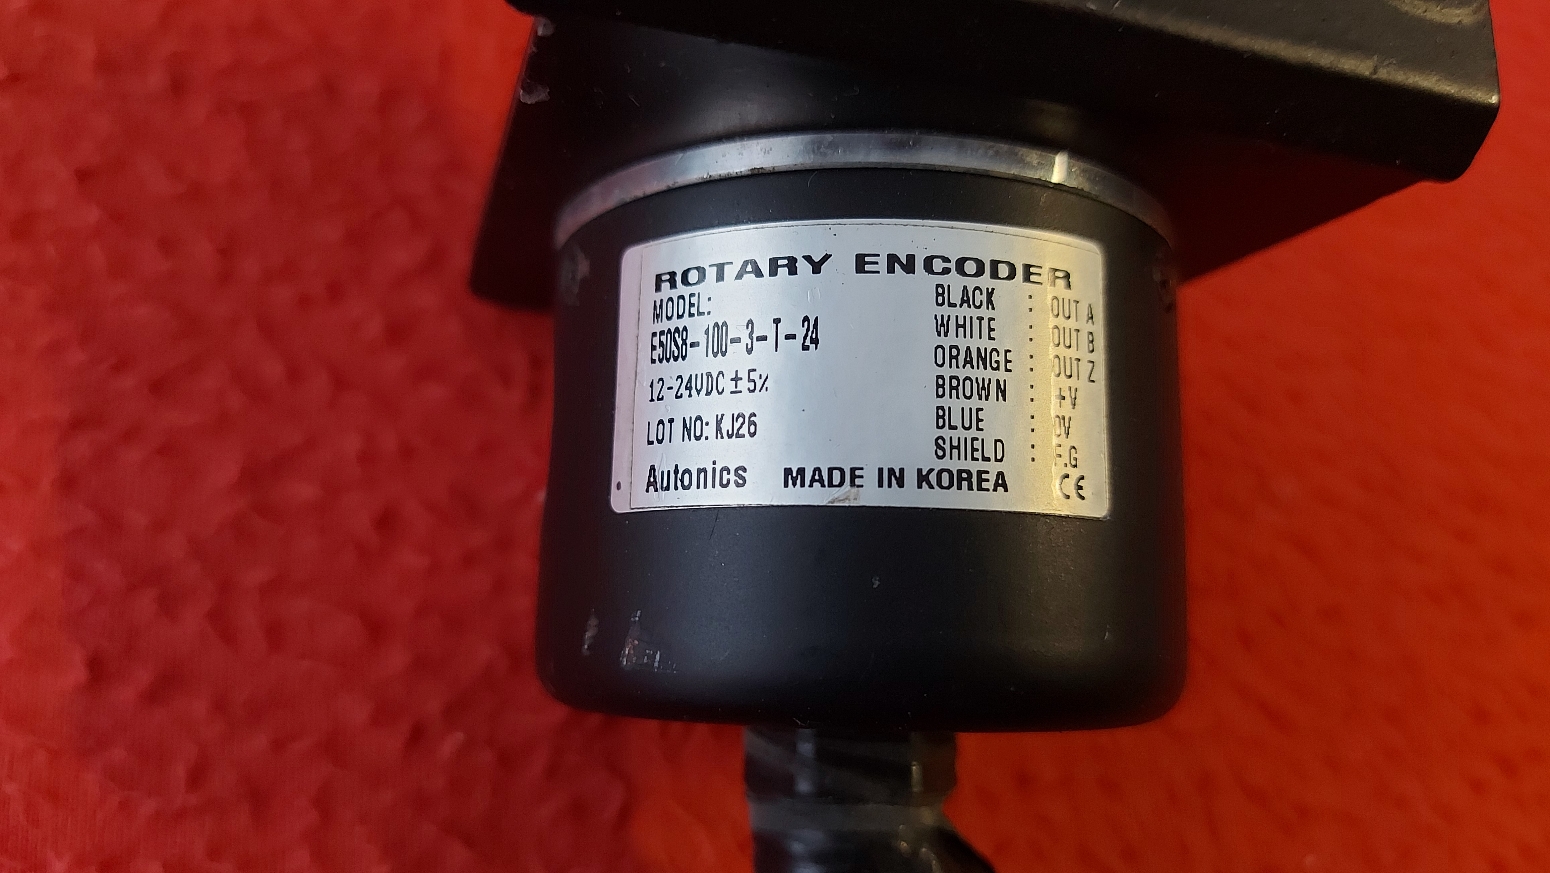 ROTARY ENCODER
MODEL:
E50S8-100-3-T-24
12-24VDC ±5%
LOT NO: KJ26
BLACK : OUT A
WHITE : OUT B
ORANGE : OUT Z
BROWN : +V
BLUE : 0V
SHIELD : F.G
Autonics MADE IN KOREA CE